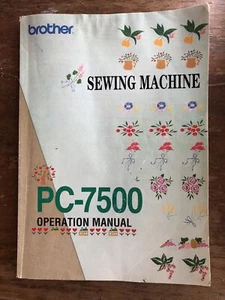 brother
SEWING MACHINE
PC-7500
OPERATION MANUAL